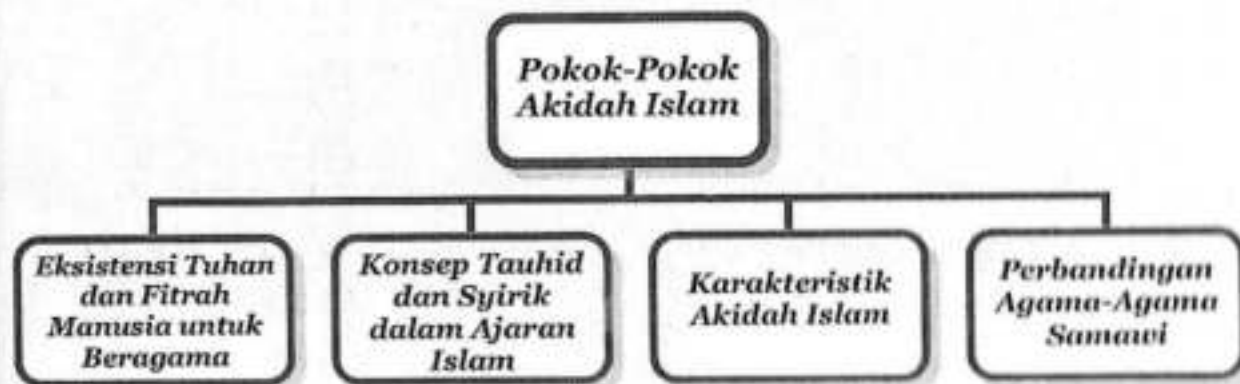 Pokok-Pokok
Akidah Islam
Eksistensi Tuhan
dan Fitrah
Manusia untuk
Beragama
Konsep Tauhid
dan Syirik
dalam Ajaran
Islam
Karakteristik
Akidah Islam
Perbandingan
Agama-Agama
Samawi